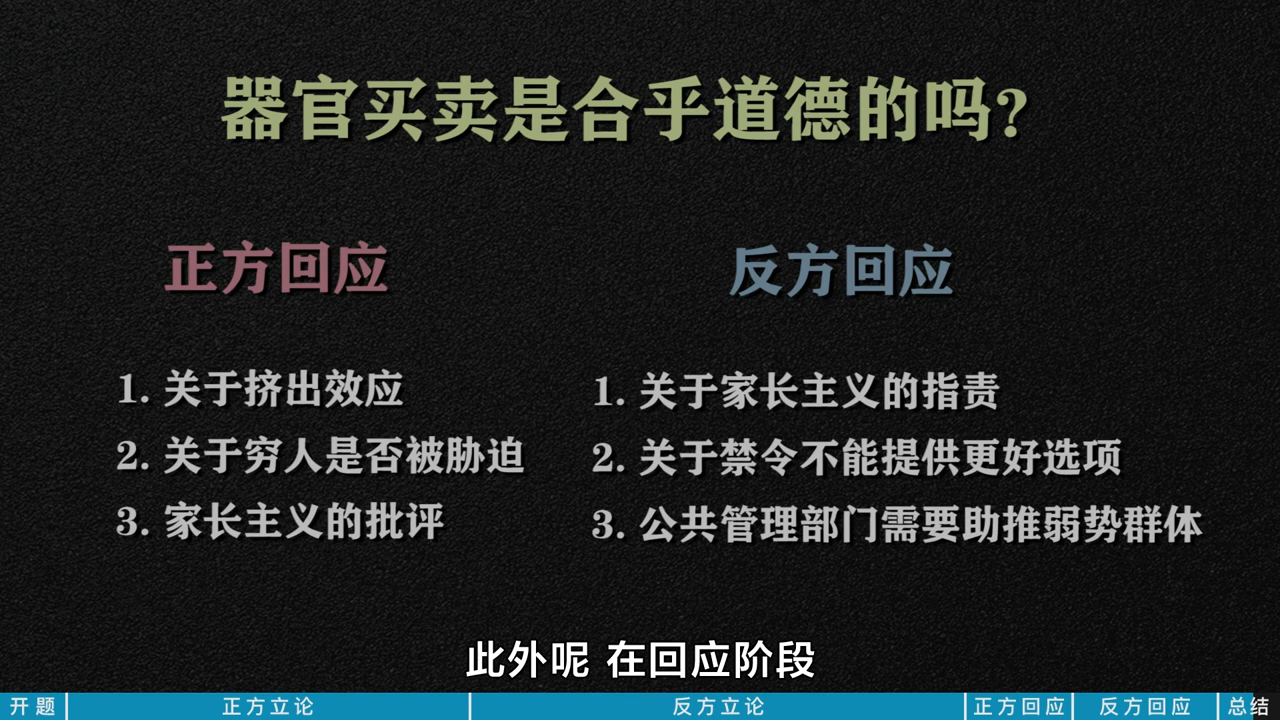 器官买卖是合乎道德的吗?
正方回应
1. 关于挤出效应
2. 关于穷人是否被胁迫
3. 家长主义的批评
反方回应
1. 关于家长主义的指责
2. 关于禁令不能提供更好选项
3. 公共管理部门需要助推弱势群体
此外呢 在回应阶段
开题 正方立论 反方立论 正方回应 反方回应 总结